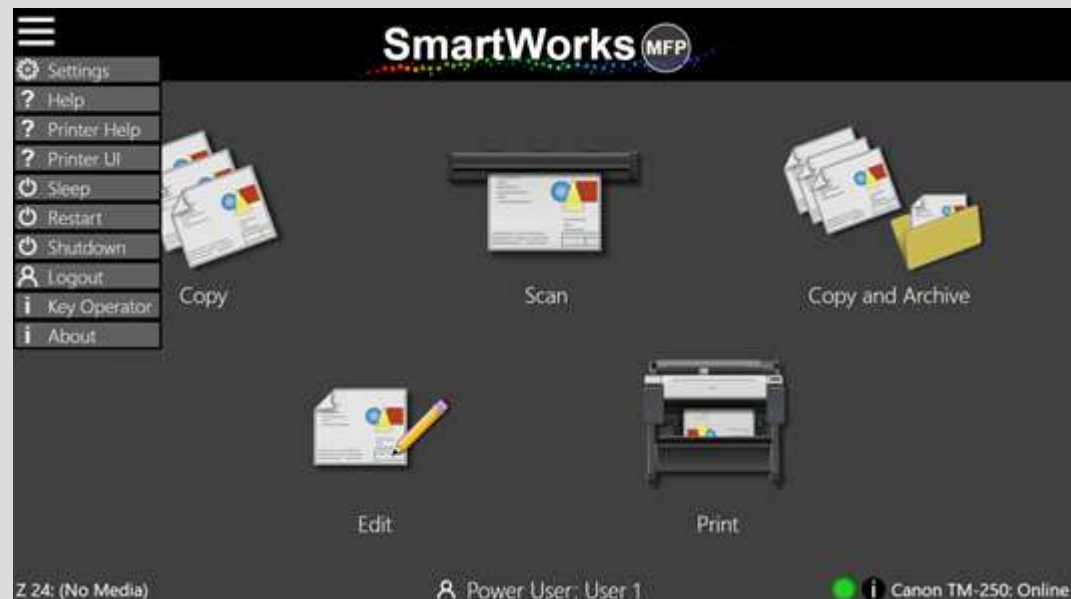 SmartWorks MFP
Settings
Help
Printer Help
Printer UI
Sleep
Restart
Shutdown
Logout
Key Operator
About
Copy
Scan
Copy and Archive
Edit
Print
Z 24: (No Media)
Power User: User 1
Canon TM-250: Online